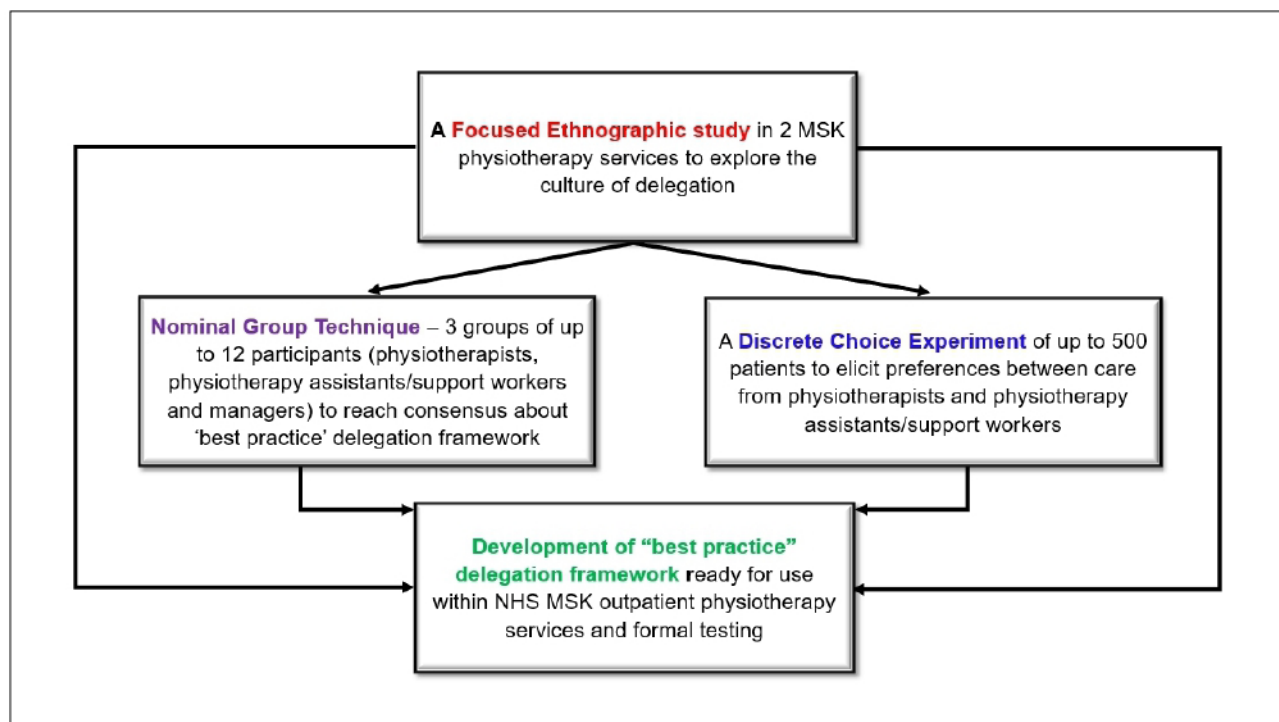 A Focused Ethnographic study in 2 MSK
physiotherapy services to explore the
culture of delegation
Nominal Group Technique – 3 groups of up
to 12 participants (physiotherapists,
physiotherapy assistants/support workers
and managers) to reach consensus about
‘best practice’ delegation framework
A Discrete Choice Experiment of up to 500
patients to elicit preferences between care
from physiotherapists and physiotherapy
assistants/support workers
Development of “best practice”
delegation framework ready for use
within NHS MSK outpatient physiotherapy
services and formal testing